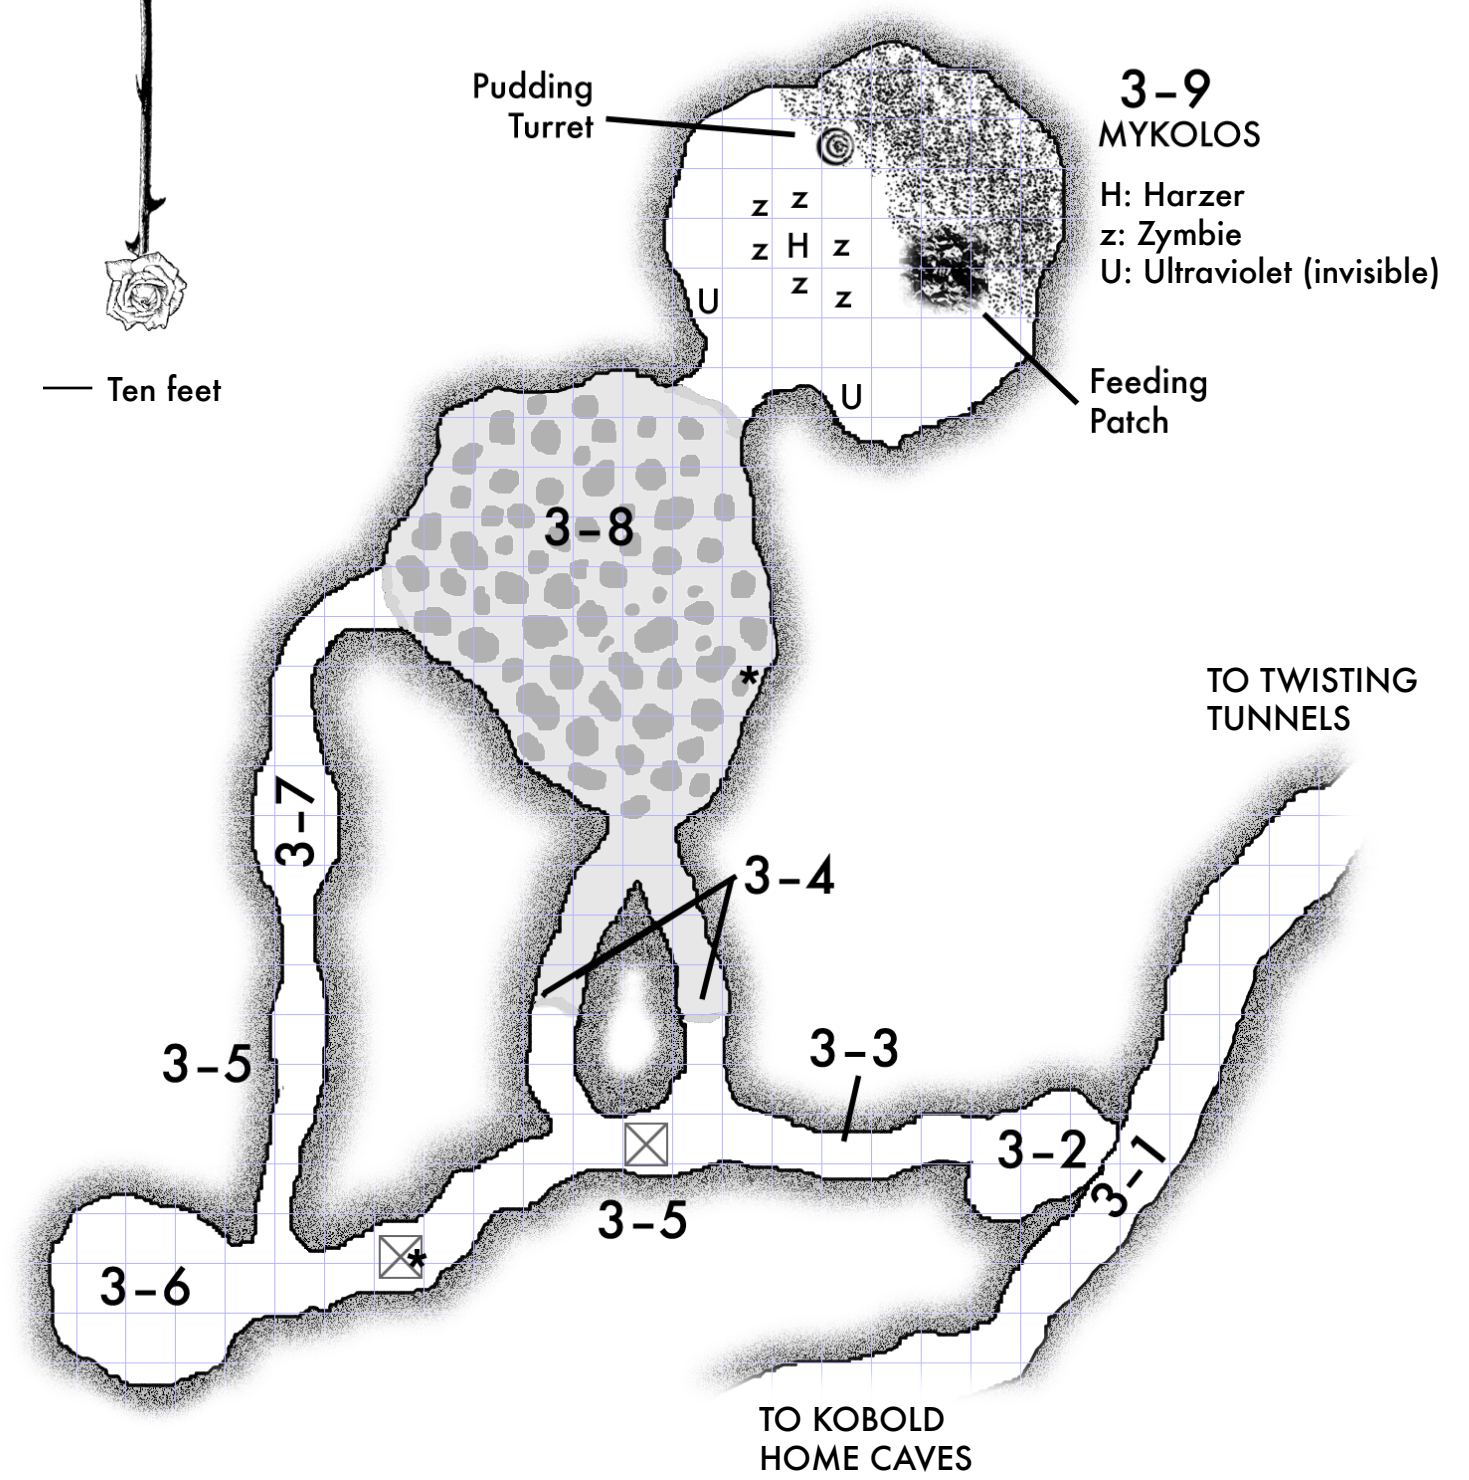 Pudding
Turret
3-9
MYKOLOS
H: Harzer
z: Zymbie
U: Ultraviolet (invisible)
z z
z H z
z z
U
U
Ten feet
Feeding
Patch
3-8
*
TO TWISTING
TUNNELS
3-7
3-4
3-5
3-3
3-2
3-1
3-5
*
3-6
TO KOBOLD
HOME CAVES